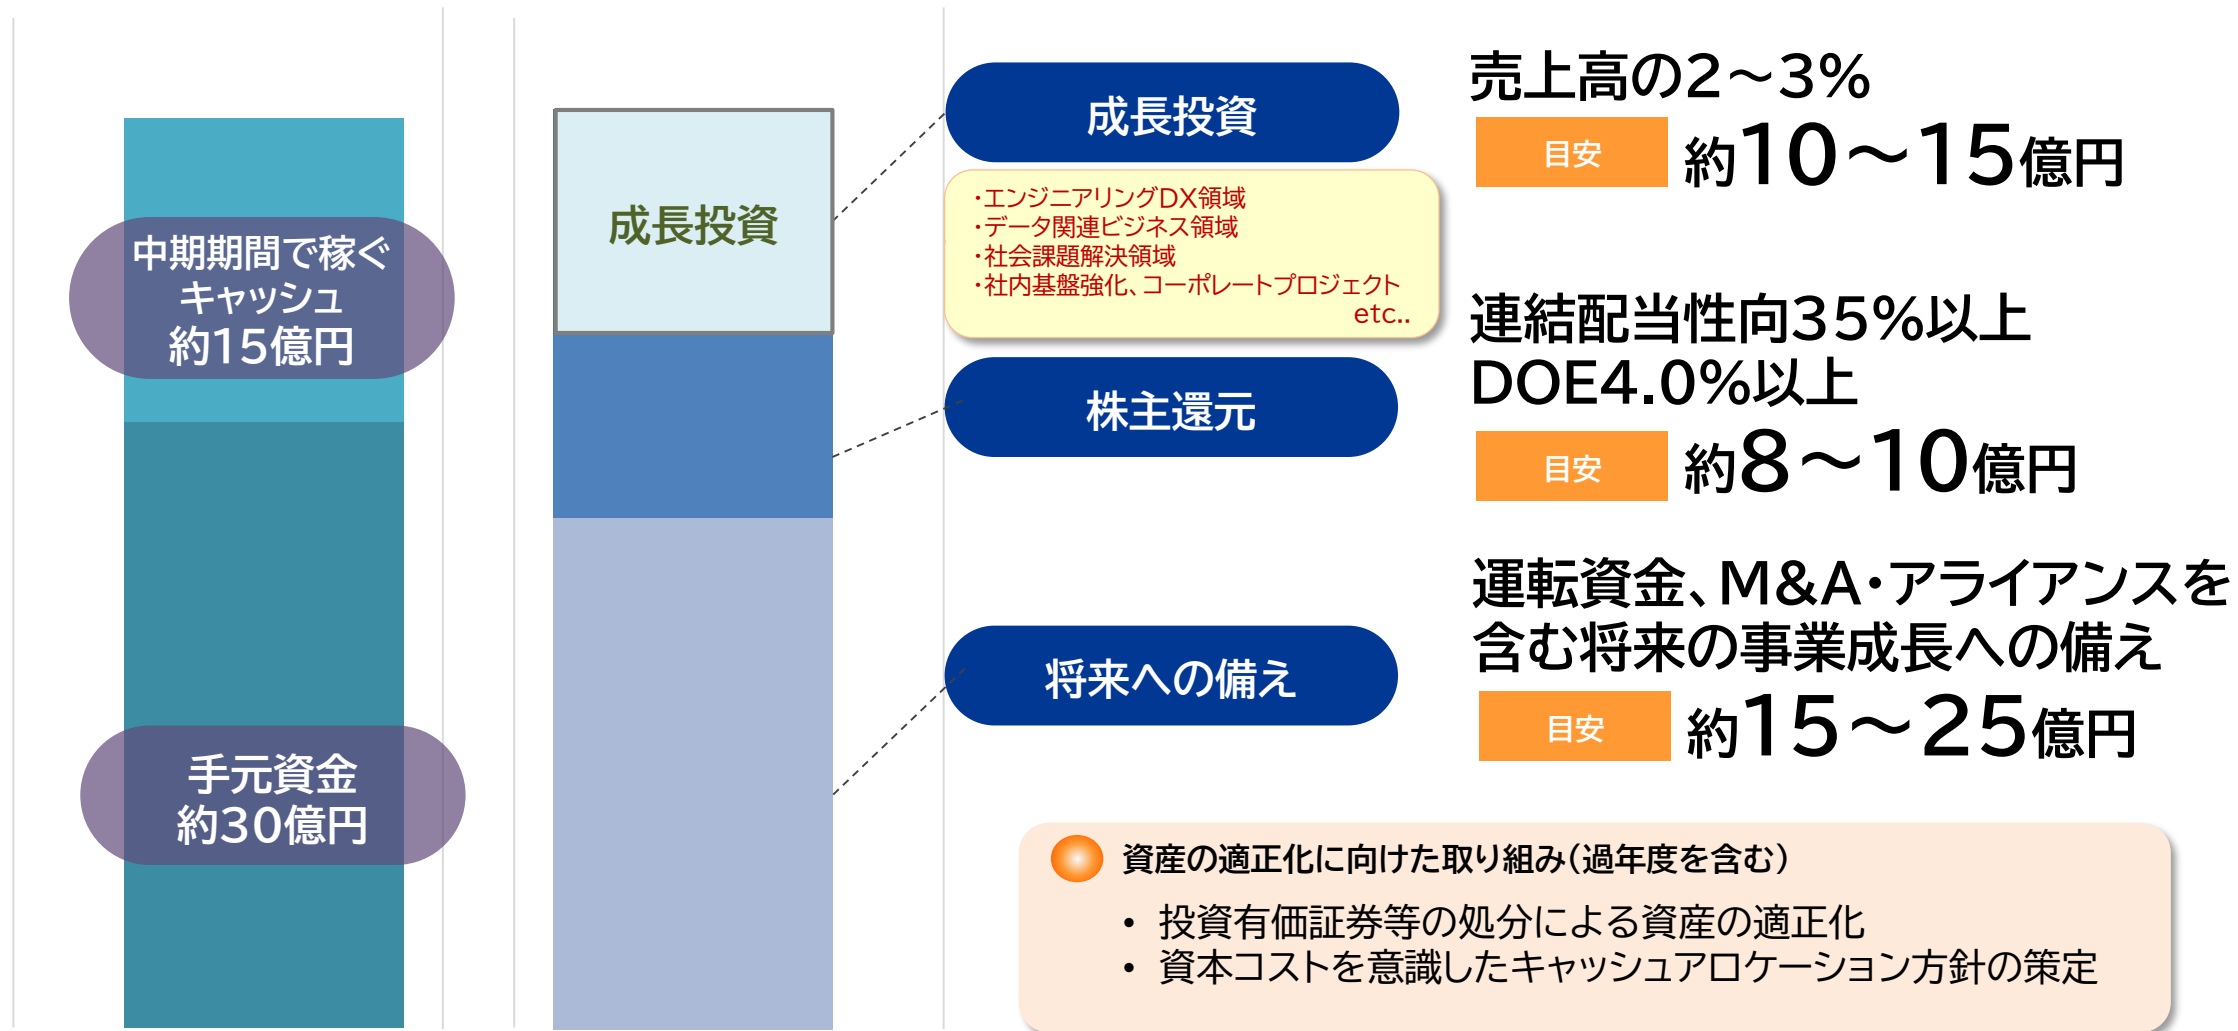 中期期間で稼ぐ
キャッシュ
約15億円
手元資金
約30億円
成長投資
成長投資
・エンジニアリングDX領域
・データ関連ビジネス領域
・社会課題解決領域
・社内基盤強化、コーポレートプロジェクト
etc..
売上高の2～3%
目安
約10～15億円
株主還元
連結配当性向35%以上
DOE4.0%以上
目安
約8～10億円
将来への備え
運転資金、M&A・アライアンスを
含む将来の事業成長への備え
目安
約15～25億円
資産の適正化に向けた取り組み（過年度を含む）
• 投資有価証券等の処分による資産の適正化
• 資本コストを意識したキャッシュアロケーション方針の策定